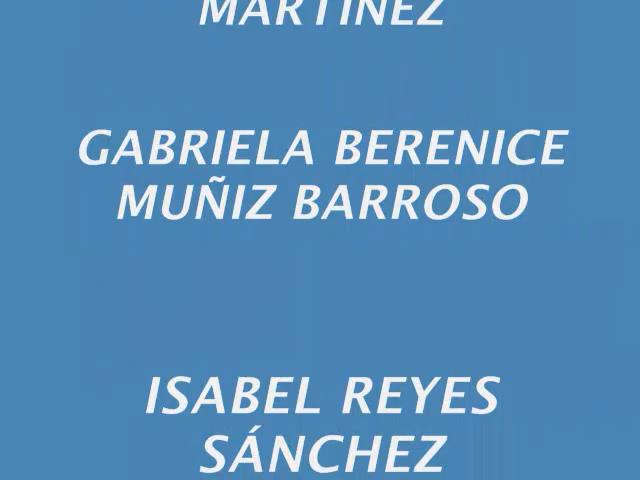 MARTINEZ
GABRIELA BERENICE
MUÑIZ BARROSO
ISABEL REYES
SÁNCHEZ